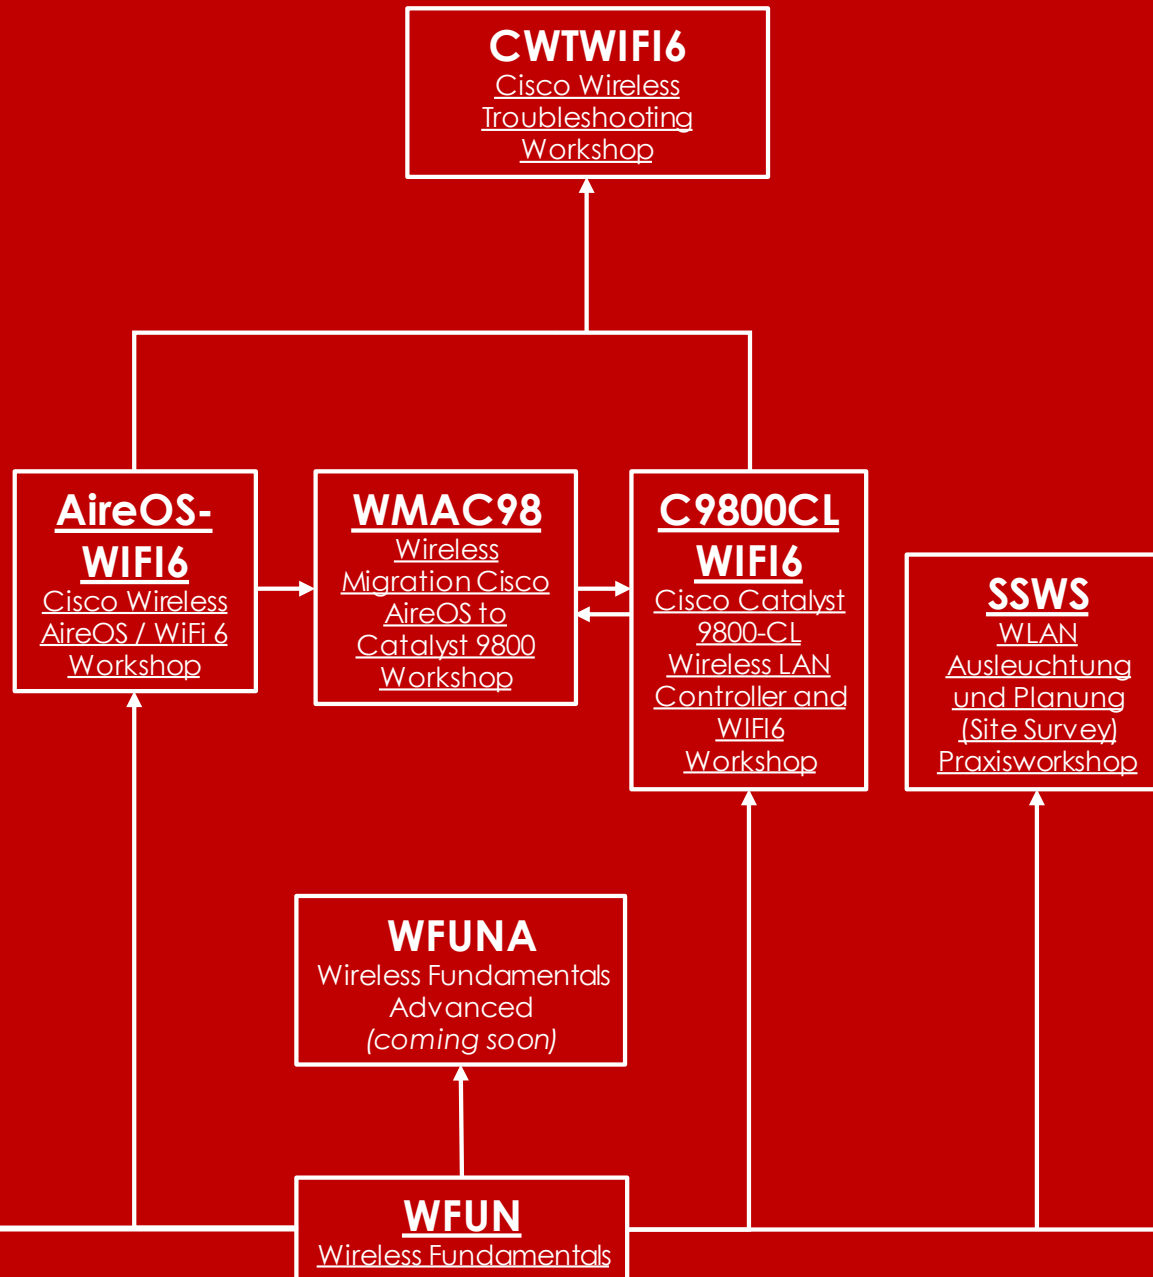 CWTWIFI6
Cisco Wireless
Troubleshooting
Workshop
AireOS-
WIFI6
Cisco Wireless
AireOS / WiFi 6
Workshop
WMAC98
Wireless
Migration Cisco
AireOS to
Catalyst 9800
Workshop
C9800CL
WIFI6
Cisco Catalyst
9800-CL
Wireless LAN
Controller and
WIFI6
Workshop
SSWS
WLAN
Ausleuchtung
und Planung
(Site Survey)
Praxisworkshop
WFUNA
Wireless Fundamentals
Advanced
(coming soon)
WFUN
Wireless Fundamentals